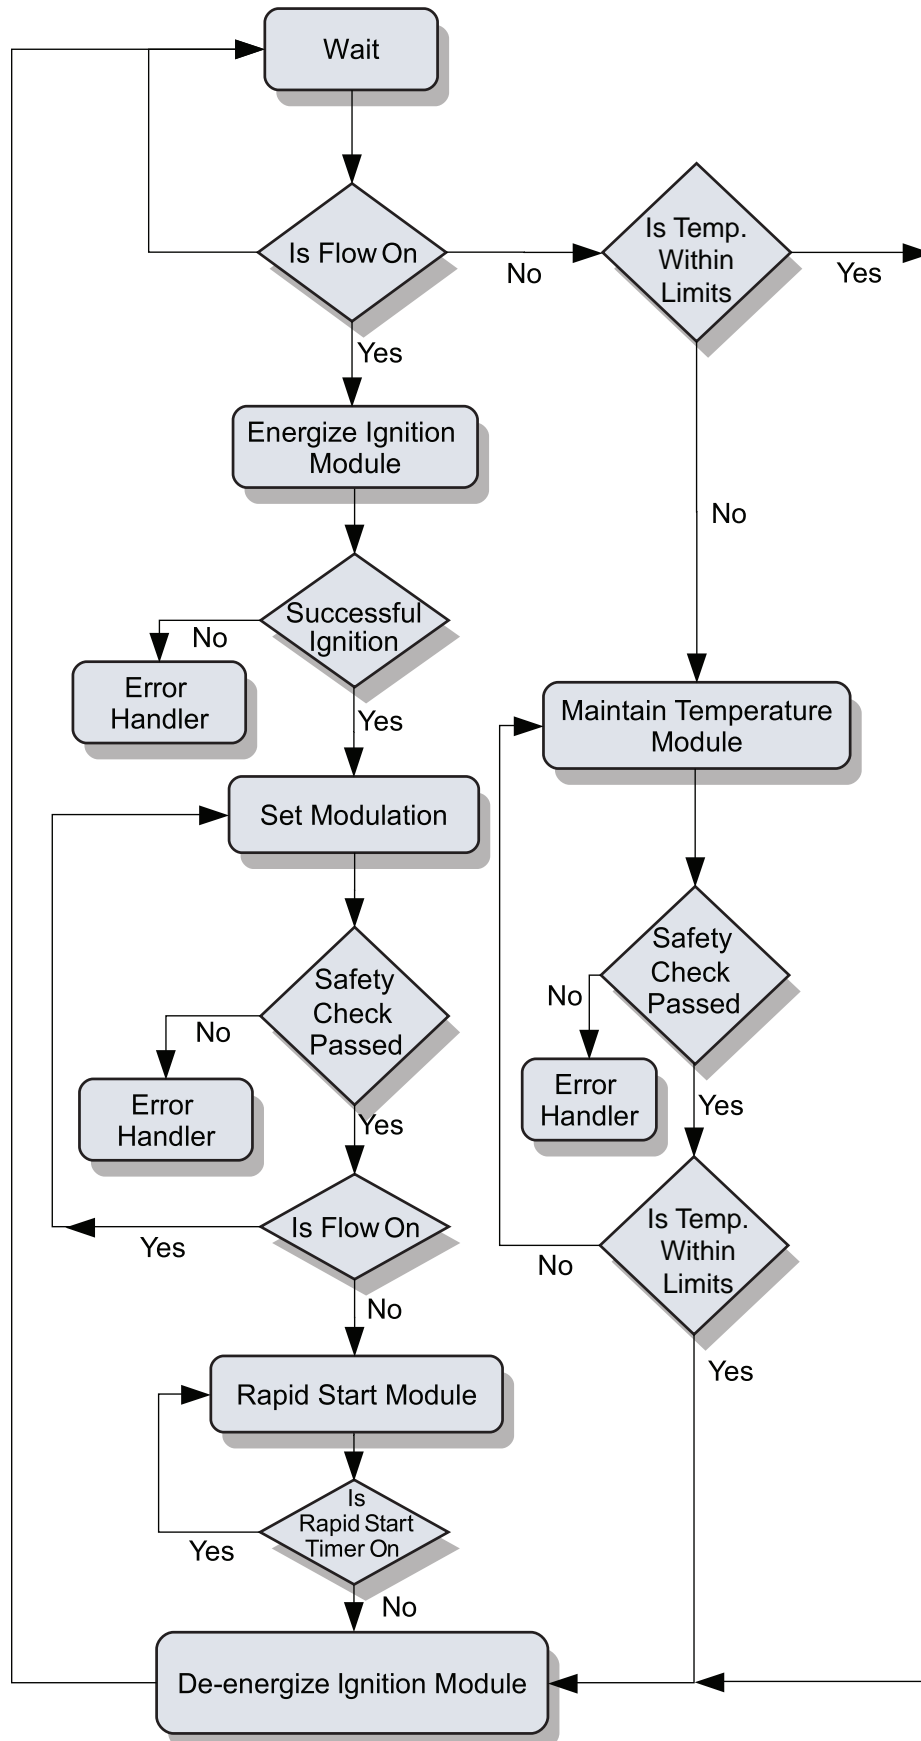 Wait
Is Flow On
No
Is Temp.
Within
Limits
Yes
Yes
Energize Ignition
Module
No
Successful
Ignition
No
Error
Handler
Yes
Maintain Temperature
Module
Set Modulation
Safety
Check
Passed
No
Error
Handler
Yes
Safety
Check
Passed
No
Error
Handler
Yes
Is Flow On
Yes
Is Temp.
Within
Limits
No
No
Yes
Rapid Start Module
Is
Rapid Start
Timer On
Yes
No
De-energize Ignition Module